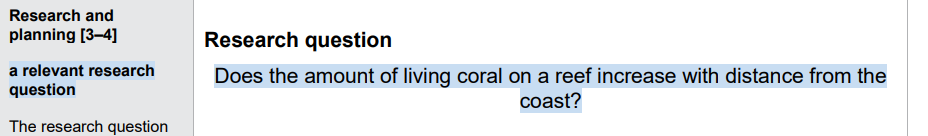 Research and
planning [3–4]
a relevant research
question
The research question
Research question
Does the amount of living coral on a reef increase with distance from the
coast?